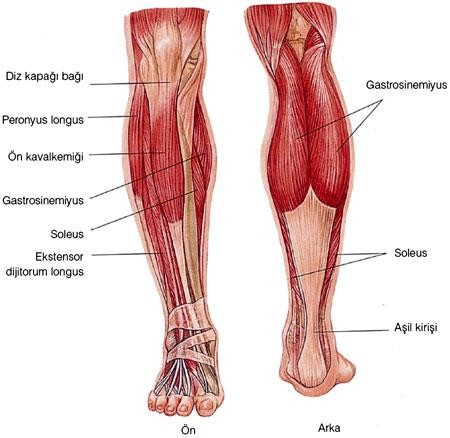 Diz kapağı bağı
Peronyus longus
Ön kavalkemiği
Gastrosinemiyus
Soleus
Ekstensor
dijitorum longus
Ön
Gastrosinemiyus
Soleus
Aşil kirişi
Arka